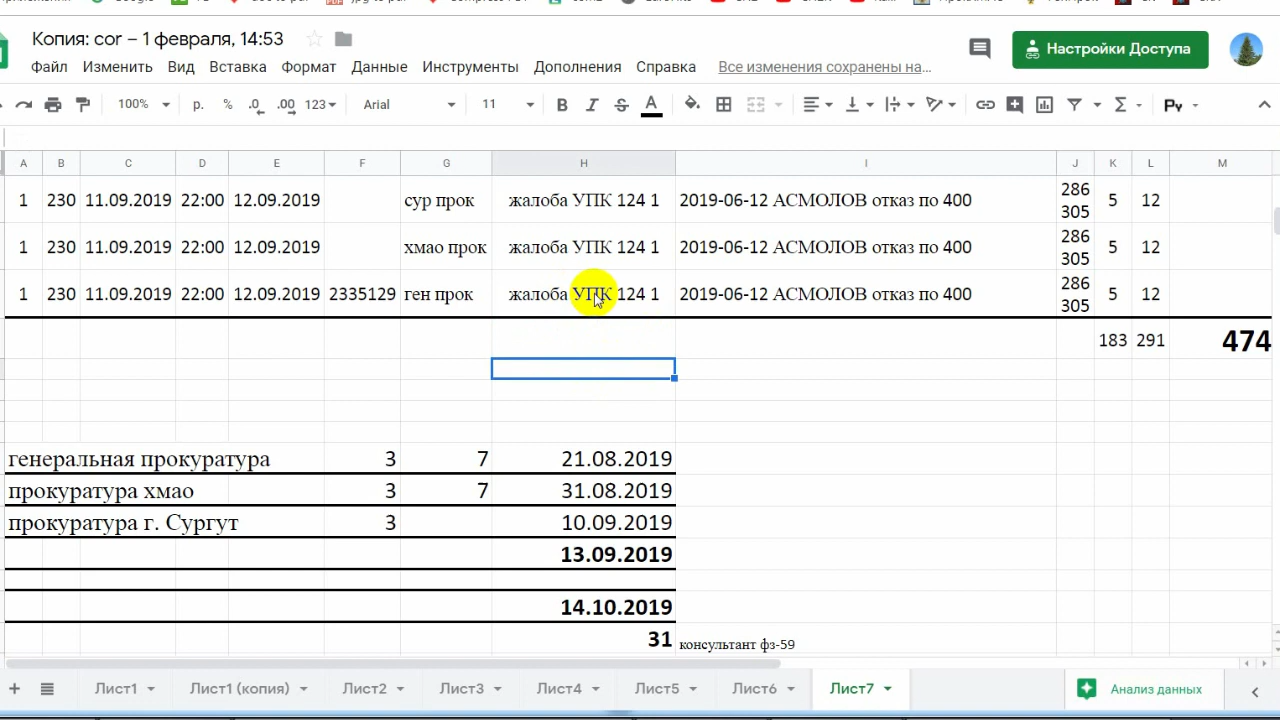 Копия: cor – 1 февраля, 14:53
Настройки Доступа
Файл Изменить Вид Вставка Формат Данные Инструменты Дополнения Справка Все изменения сохранены на…
100% р. % .0 .00 123 Arial 11 B I S A Σ Ру
A B C D E F G H I J K L M
1 230 11.09.2019 22:00 12.09.2019 сур прок жалоба УПК 124 1 2019-06-12 АСМОЛОВ отказ по 400 286 305 5 12
1 230 11.09.2019 22:00 12.09.2019 хмао прок жалоба УПК 124 1 2019-06-12 АСМОЛОВ отказ по 400 286 305 5 12
1 230 11.09.2019 22:00 12.09.2019 2335129 ген прок жалоба УПК 124 1 2019-06-12 АСМОЛОВ отказ по 400 286 305 5 12
183 291 474
генеральная прокуратура 3 7 21.08.2019
прокуратура хмао 3 7 31.08.2019
прокуратура г. Сургут 3 10.09.2019
13.09.2019
14.10.2019
31 консультант фз-59
Лист1 Лист1 (копия) Лист2 Лист3 Лист4 Лист5 Лист6 Лист7 Анализ данных